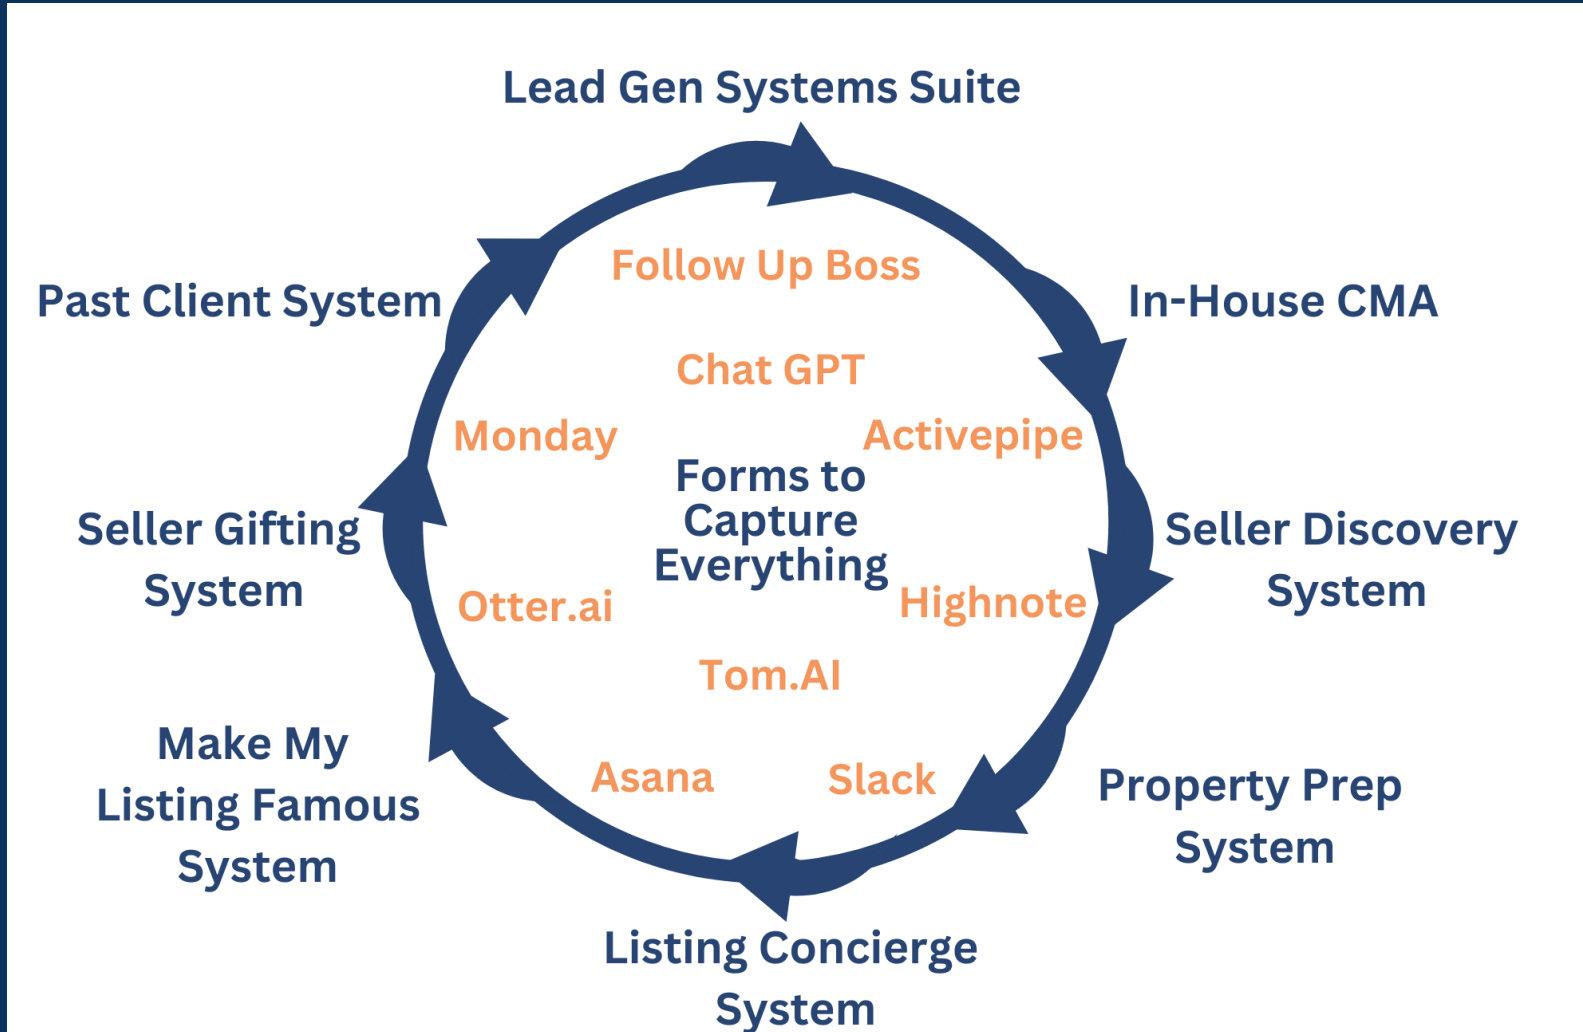 Lead Gen Systems Suite
Follow Up Boss
Past Client System
In-House CMA
Chat GPT
Monday
Activepipe
Forms to
Capture
Everything
Seller Gifting
System
Seller Discovery
System
Otter.ai
Highnote
Tom.AI
Make My
Listing Famous
System
Asana
Slack
Property Prep
System
Listing Concierge
System